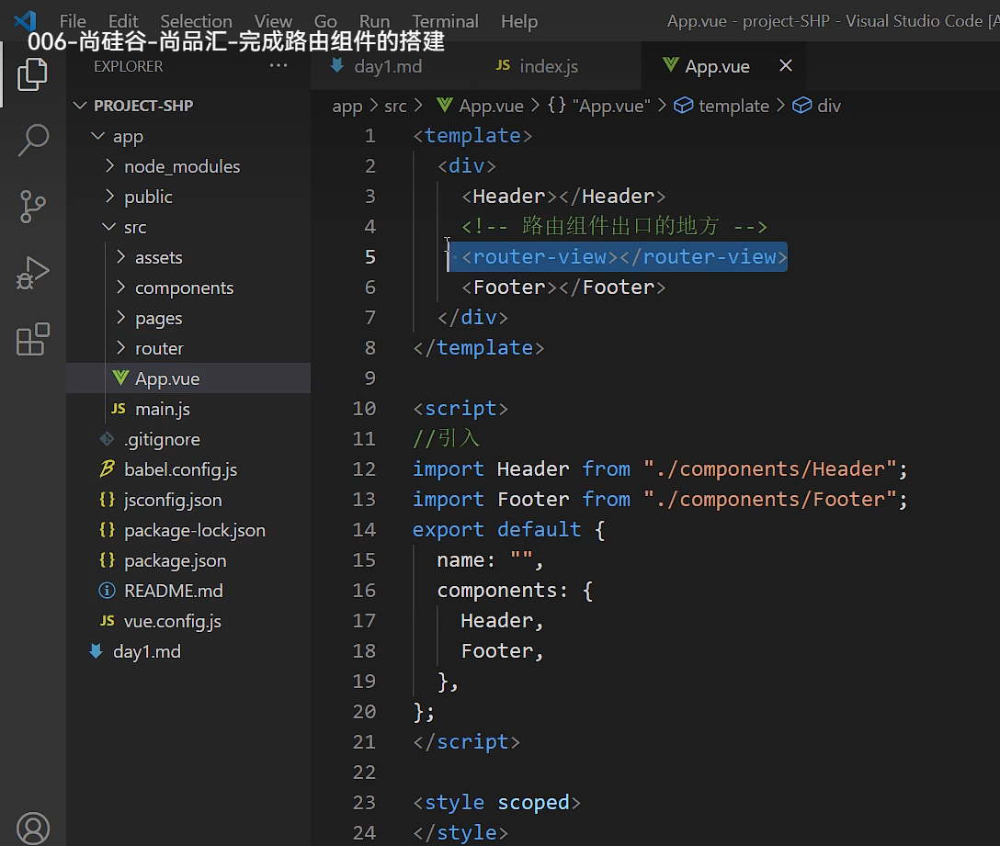 File Edit Selection View Go Run Terminal Help App.vue - project-SHP - Visual Studio Code [A
006-尚硅谷-尚品汇-完成路由组件的搭建
EXPLORER ···
day1.md
JS index.js
App.vue
PROJECT-SHP
app
node_modules
public
src
assets
components
pages
router
App.vue
JS main.js
.gitignore
babel.config.js
{} jsconfig.json
{} package-lock.json
{} package.json
README.md
JS vue.config.js
day1.md
app > src > App.vue > {} "App.vue" > template > div
1 <template>
2 <div>
3 <Header></Header>
4 <!-- 路由组件出口的地方 -->
5 <router-view></router-view>
6 <Footer></Footer>
7 </div>
8 </template>
9
10 <script>
11 //引入
12 import Header from "./components/Header";
13 import Footer from "./components/Footer";
14 export default {
15 name: "",
16 components: {
17 Header,
18 Footer,
19 },
20 };
21 </script>
22
23 <style scoped>
24 </style>